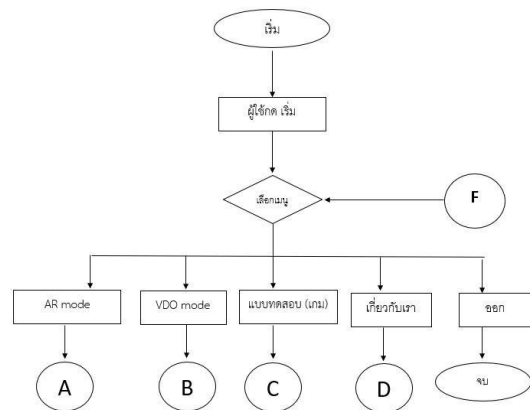 เริ่ม
ผู้ใช้กด เริ่ม
เลือกเมนู
F
AR mode
VDO mode
แบบทดสอบ (เกม)
เกี่ยวกับเรา
ออก
A
B
C
D
จบ